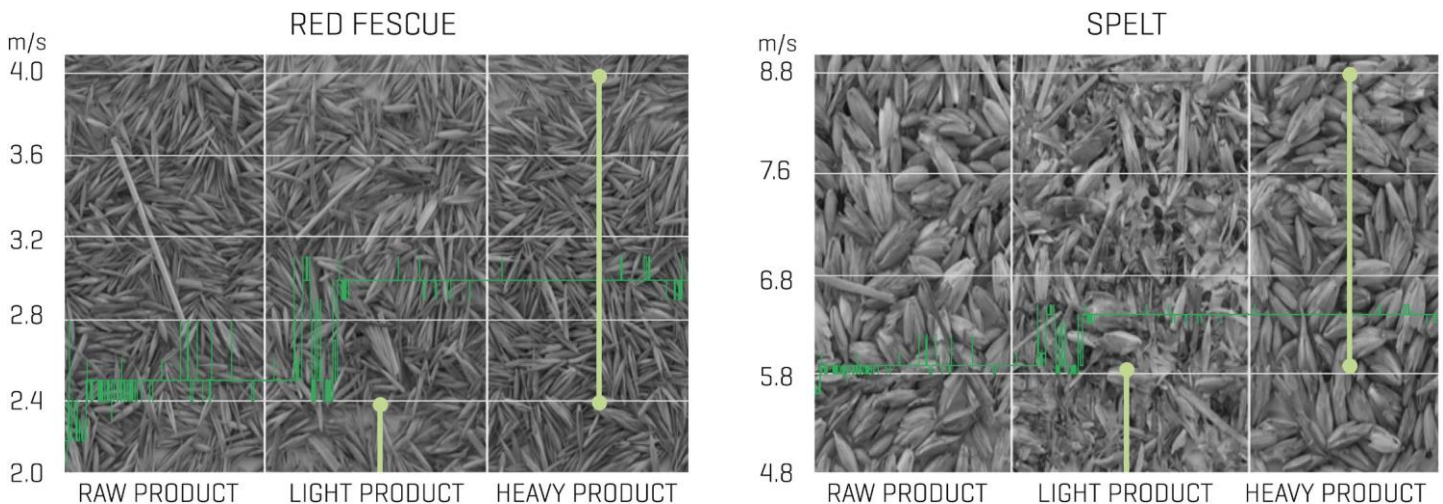 RED FESCUE
m/s
4.0
3.6
3.2
2.8
2.4
2.0
RAW PRODUCT LIGHT PRODUCT HEAVY PRODUCT
SPELT
m/s
8.8
7.6
6.8
5.8
4.8
RAW PRODUCT LIGHT PRODUCT HEAVY PRODUCT